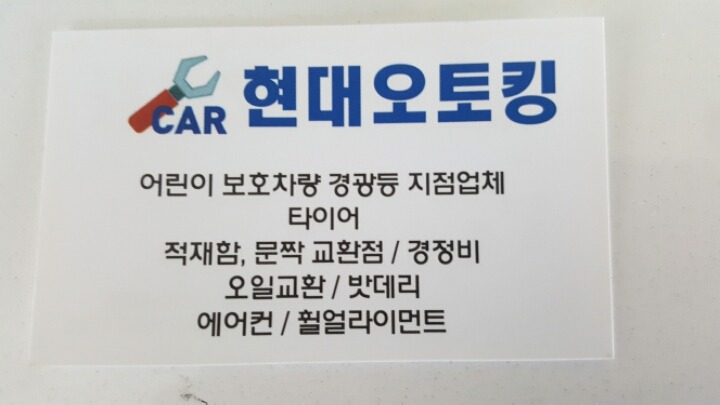 CAR 현대오토킹
어린이 보호차량 경광등 지점업체
타이어
적재함, 문짝 교환점 / 경정비
오일교환 / 밧데리
에어컨 / 휠얼라이먼트